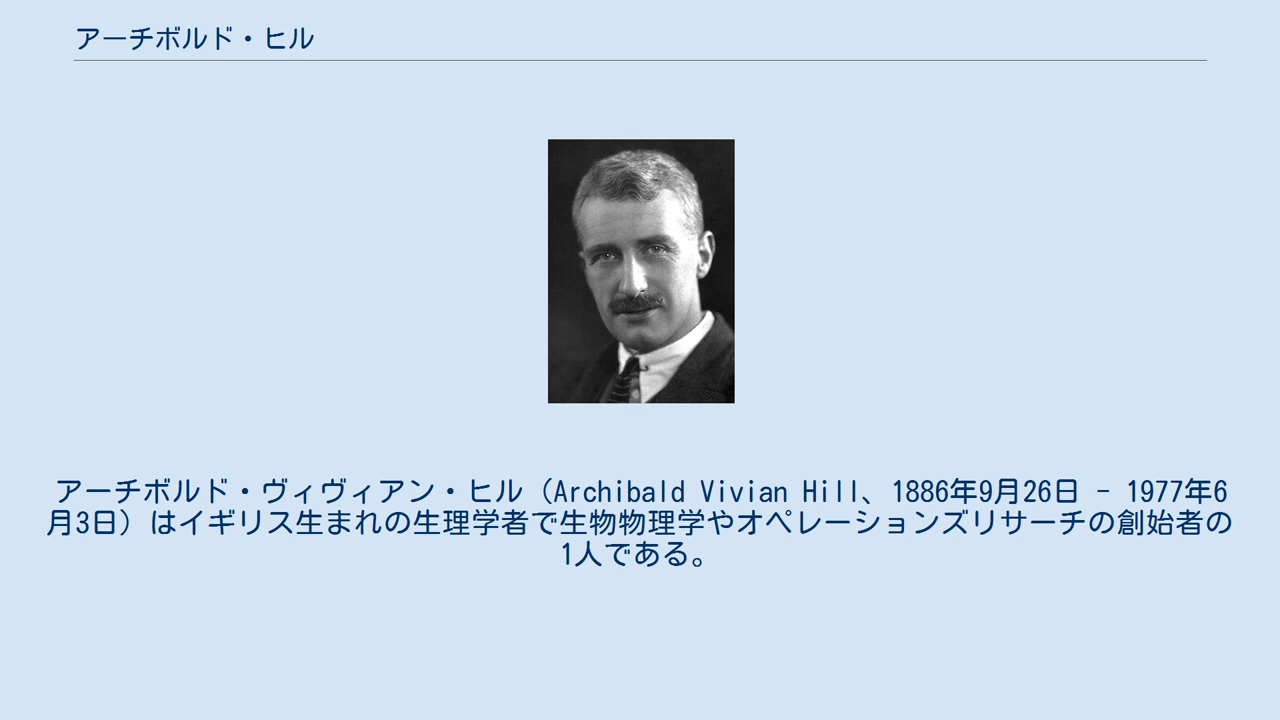 アーチボルド・ヒル
アーチボルド・ヴィヴィアン・ヒル（Archibald Vivian Hill、1886年9月26日 - 1977年6
月3日）はイギリス生まれの生理学者で生物物理学やオペレーションズリサーチの創始者の
1人である。